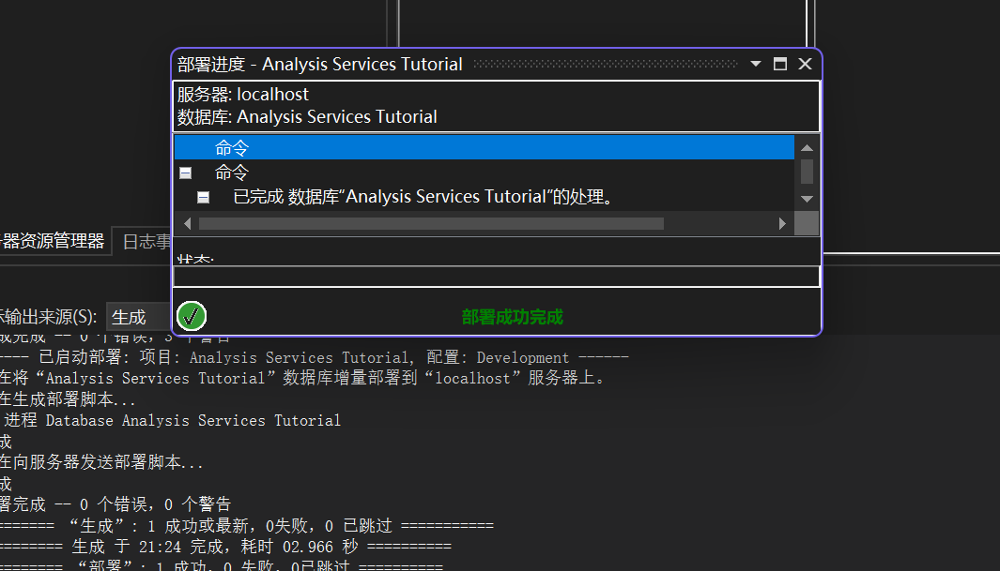 部署进度 - Analysis Services Tutorial
服务器: localhost
数据库: Analysis Services Tutorial
命令
命令
已完成 数据库“Analysis Services Tutorial”的处理。
状态:
部署成功完成
器资源管理器
日志事
输出来源(S): 生成
成完成 -- 0 个错误，3 个警告
---- 已启动部署: 项目: Analysis Services Tutorial, 配置: Development ------
在将“Analysis Services Tutorial”数据库增量部署到“localhost”服务器上。
在生成部署脚本...
进程 Database Analysis Services Tutorial
成
在向服务器发送部署脚本...
成
署完成 -- 0 个错误，0 个警告
======= “生成”: 1 成功或最新，0失败，0 已跳过 ===========
======== 生成 于 21:24 完成，耗时 02.966 秒 ==========
======== “部署”: 1 成功，0 失败，0已跳过 ==========